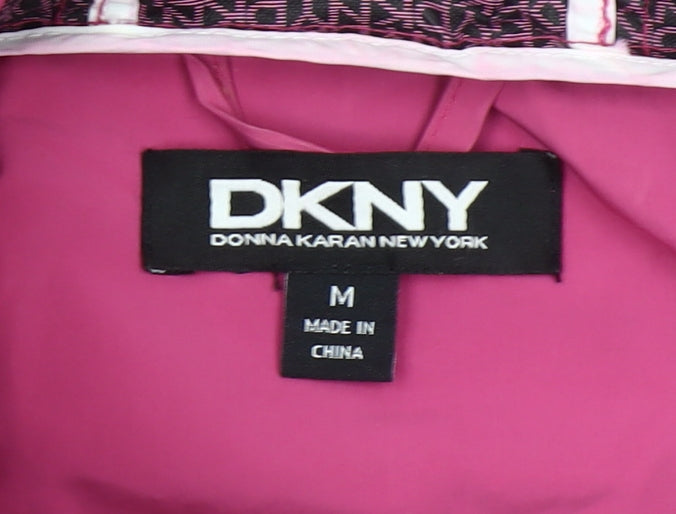 DKNY
DONNA KARAN NEW YORK
M
MADE IN
CHINA